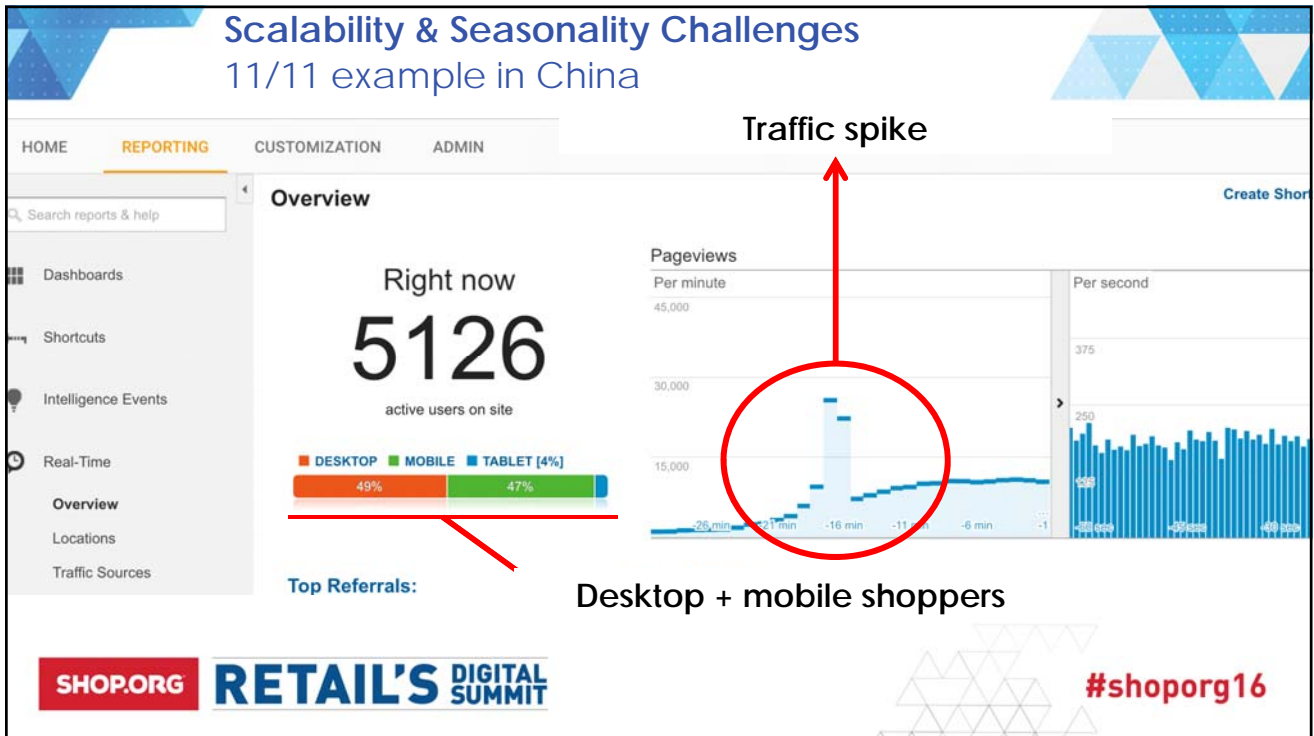 Scalability & Seasonality Challenges
11/11 example in China
Traffic spike
HOME REPORTING CUSTOMIZATION ADMIN
Search reports & help
Overview
Create Short
Dashboards
Shortcuts
Intelligence Events
Real-Time
Overview
Locations
Traffic Sources
Right now
5126
active users on site
DESKTOP MOBILE TABLET [4%]
49% 47%
Top Referrals:
Pageviews
Per minute
45,000
30,000
15,000
-26 min -21 min -16 min -11 min -6 min -1
Per second
375
250
-45 sec -30 sec
Desktop + mobile shoppers
SHOP.ORG RETAIL'S DIGITAL SUMMIT
#shoporg16